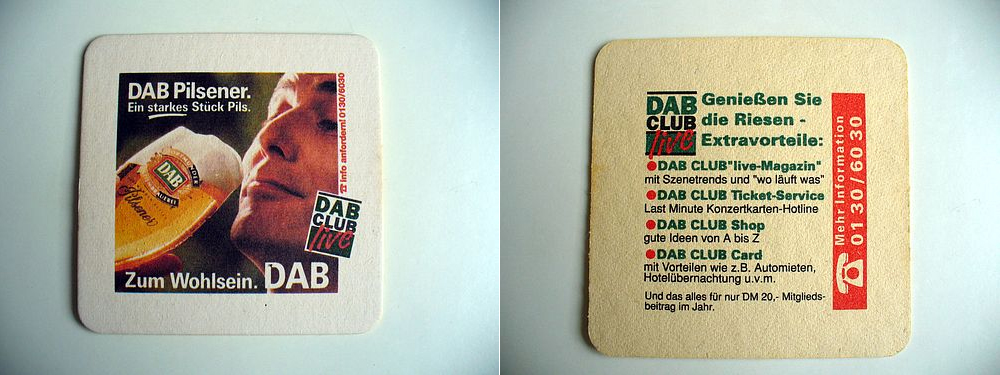 DAB Pilsener.
Ein starkes Stück Pils.
☎ info anfordern! 0130/6030
DAB
Pilsener
DAB
CLUB
live
Zum Wohlsein. DAB
DAB
CLUB
live
Genießen Sie
die Riesen -
Extravorteile:
DAB CLUB"live-Magazin"
mit Szenetrends und "wo läuft was"
DAB CLUB Ticket-Service
Last Minute Konzertkarten-Hotline
DAB CLUB Shop
gute Ideen von A bis Z
DAB CLUB Card
mit Vorteilen wie z.B. Automieten,
Hotelübernachtung u.v.m.
Und das alles für nur DM 20,- Mitglieds-
beitrag im Jahr.
Mehr Information
☎ 0130/6030